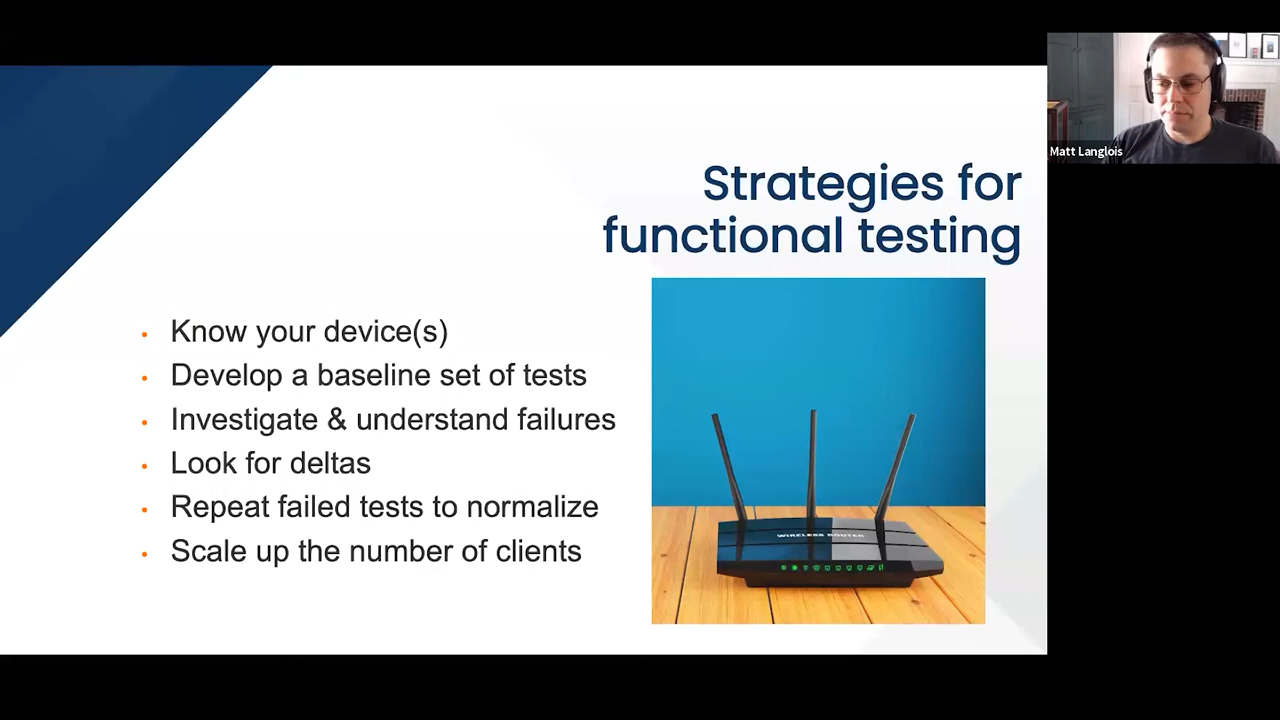 Matt Langlois
Strategies for
functional testing
• Know your device(s)
• Develop a baseline set of tests
• Investigate & understand failures
• Look for deltas
• Repeat failed tests to normalize
• Scale up the number of clients
WIRELESS ROUTER